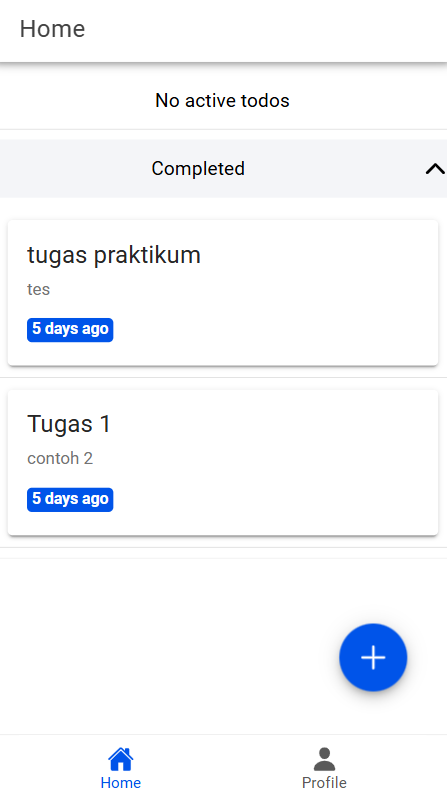 Home
No active todos
Completed
tugas praktikum
tes
5 days ago
Tugas 1
contoh 2
5 days ago
Home
Profile